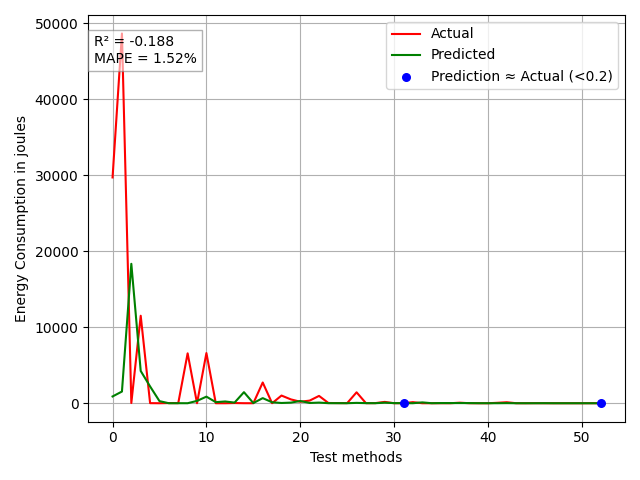 R² = -0.188
MAPE = 1.52%
Actual
Predicted
Prediction ≈ Actual (<0.2)
Energy Consumption in joules
50000
40000
30000
20000
10000
0
0 10 20 30 40 50
Test methods